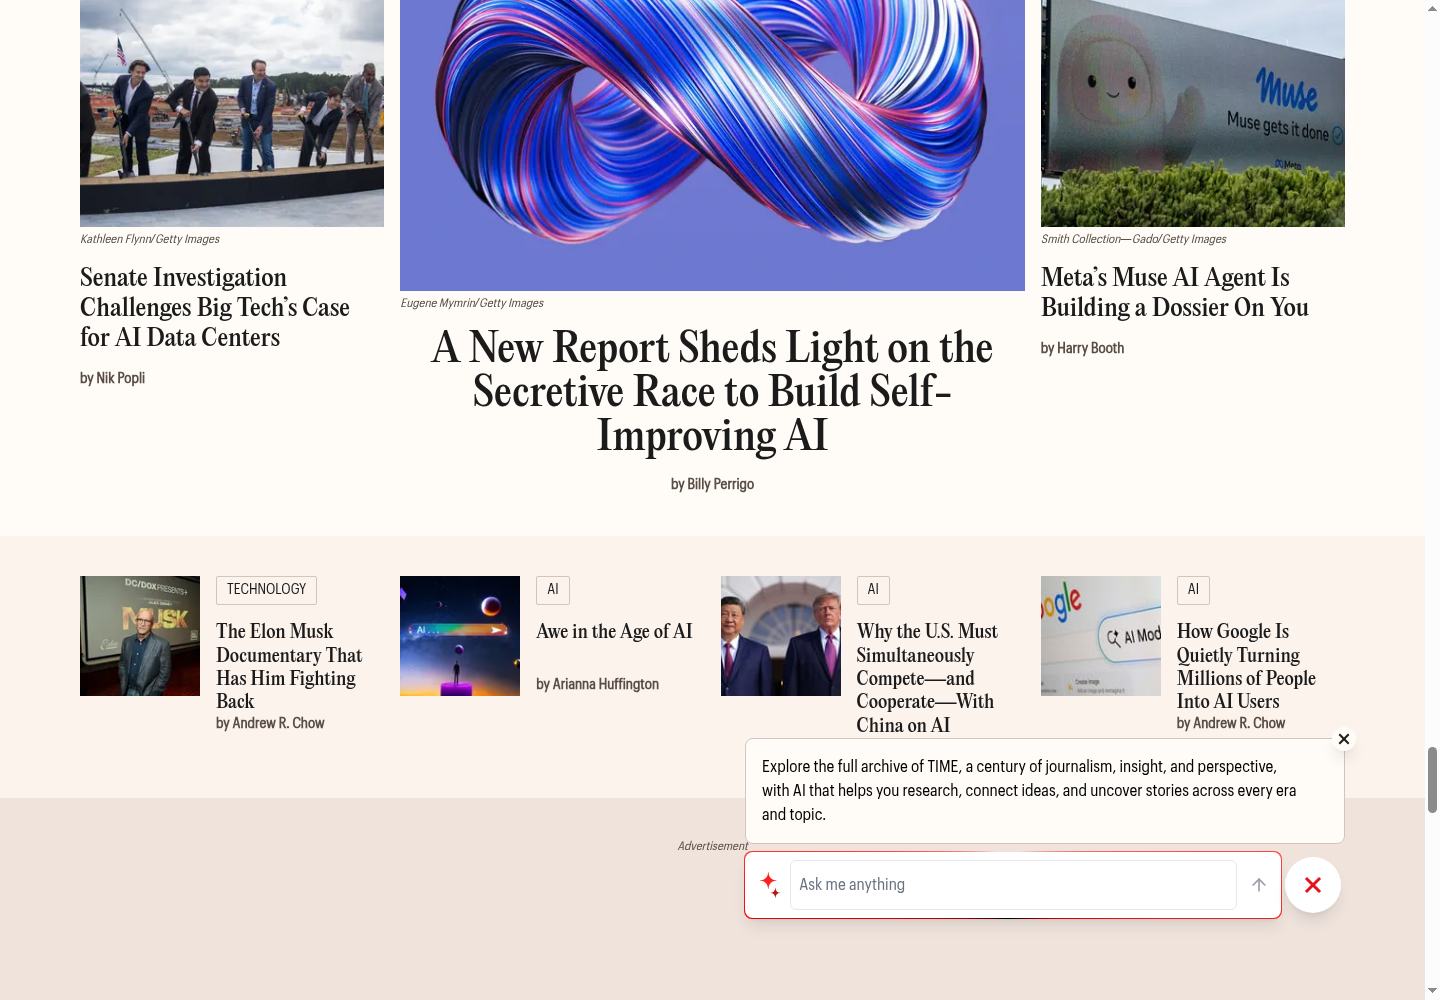 Muse
Muse gets it done
Meta
Kathleen Flynn/Getty Images
Senate Investigation
Challenges Big Tech’s Case
for AI Data Centers
by Nik Popli
Eugene Mymrin/Getty Images
A New Report Sheds Light on the
Secretive Race to Build Self-
Improving AI
by Billy Perrigo
Smith Collection—Gado/Getty Images
Meta’s Muse AI Agent Is
Building a Dossier On You
by Harry Booth
DC/DOX PRESENTS
MUSK
TECHNOLOGY
The Elon Musk
Documentary That
Has Him Fighting
Back
by Andrew R. Chow
AI ...
AI
Awe in the Age of AI
by Arianna Huffington
AI
Why the U.S. Must
Simultaneously
Compete—and
Cooperate—With
China on AI
ogle
AI Mod
AI
How Google Is
Quietly Turning
Millions of People
Into AI Users
by Andrew R. Chow
Explore the full archive of TIME, a century of journalism, insight, and perspective,
with AI that helps you research, connect ideas, and uncover stories across every era
and topic.
Advertisement
Ask me anything